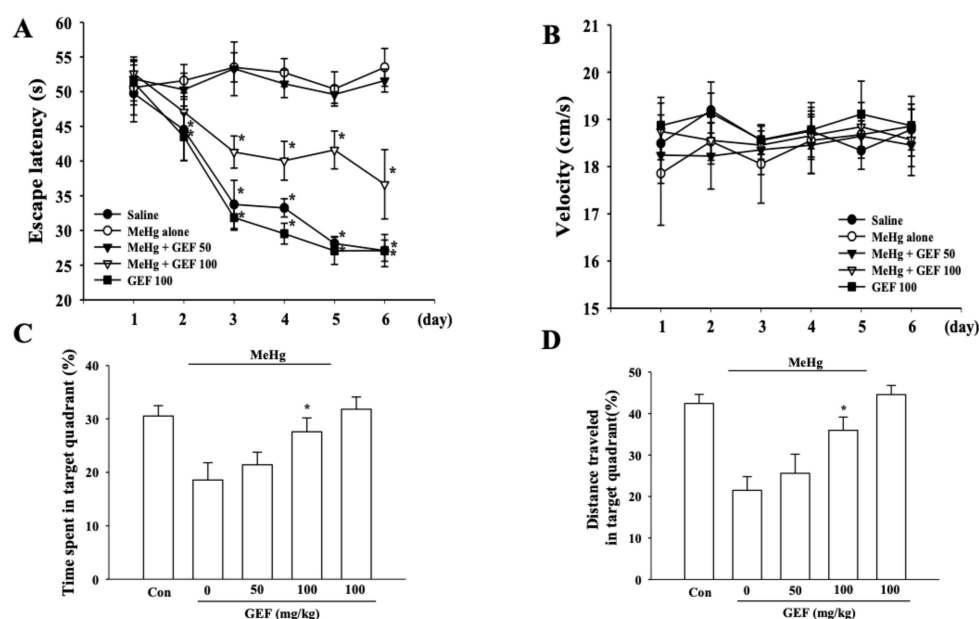 A
60
55
50
45
40
35
30
25
20
Escape latency (s)
*
*
*
*
*
*
*
*
*
*
*
*
*
*
Saline
MeHg alone
MeHg + GEF 50
MeHg + GEF 100
GEF 100
1 2 3 4 5 6 (day)
B
21
20
19
18
17
16
15
Velocity (cm/s)
Saline
MeHg alone
MeHg + GEF 50
MeHg + GEF 100
GEF 100
1 2 3 4 5 6 (day)
C
MeHg
40
30
20
10
0
Time spent in target quadrant (%)
*
Con 0 50 100 100
GEF (mg/kg)
D
MeHg
50
40
30
20
10
0
Distance traveled
in target quadrant(%)
*
Con 0 50 100 100
GEF (mg/kg)